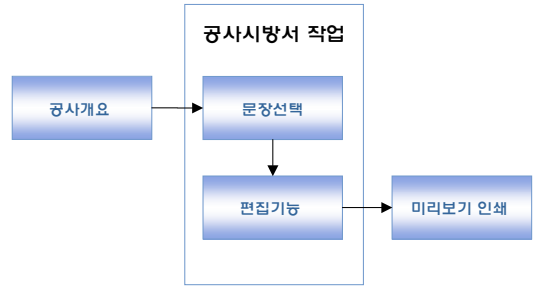 공사시방서 작업
공사개요
문장선택
편집기능
미리보기 인쇄